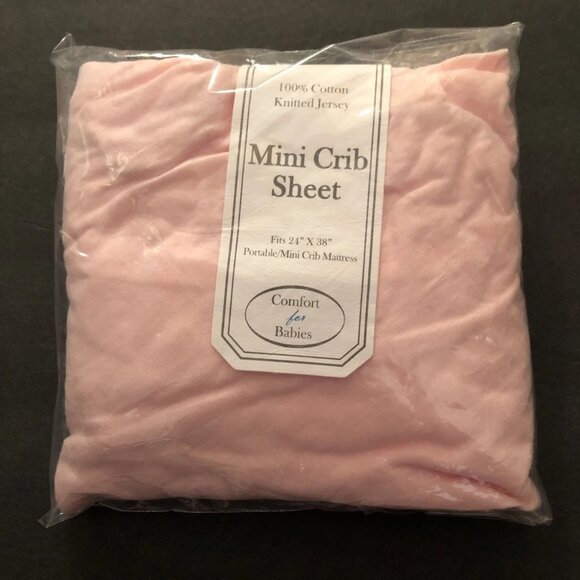 100% Cotton
Knitted Jersey
Mini Crib
Sheet
Fits 24" X 38"
Portable/Mini Crib Mattress
Comfort
for
Babies